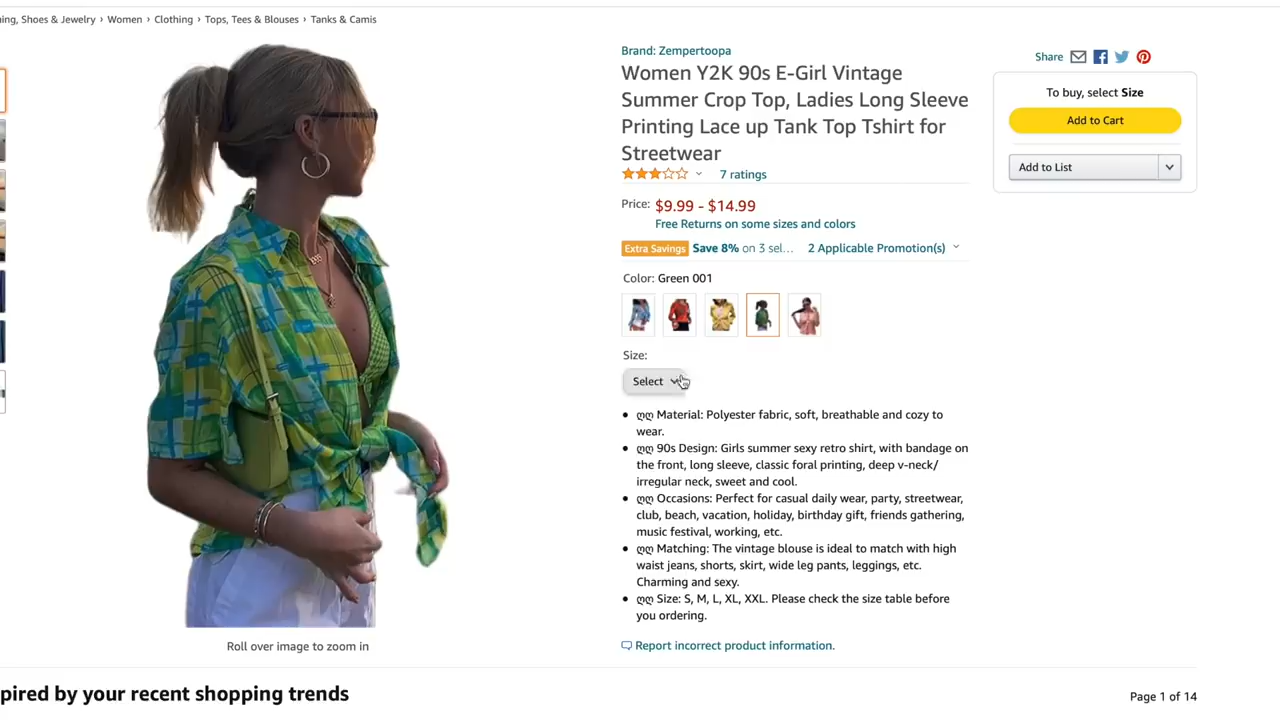 ing, Shoes & Jewelry › Women › Clothing › Tops, Tees & Blouses › Tanks & Camis
Brand: Zempertoopa
Women Y2K 90s E-Girl Vintage
Summer Crop Top, Ladies Long Sleeve
Printing Lace up Tank Top Tshirt for
Streetwear
7 ratings
Price: $9.99 - $14.99
Free Returns on some sizes and colors
Extra Savings Save 8% on 3 sel... 2 Applicable Promotion(s)
Color: Green 001
Size:
Select
• ღღ Material: Polyester fabric, soft, breathable and cozy to
wear.
• ღღ 90s Design: Girls summer sexy retro shirt, with bandage on
the front, long sleeve, classic foral printing, deep v-neck/
irregular neck, sweet and cool.
• ღღ Occasions: Perfect for casual daily wear, party, streetwear,
club, beach, vacation, holiday, birthday gift, friends gathering,
music festival, working, etc.
• ღღ Matching: The vintage blouse is ideal to match with high
waist jeans, shorts, skirt, wide leg pants, leggings, etc.
Charming and sexy.
• ღღ Size: S, M, L, XL, XXL. Please check the size table before
you ordering.
Report incorrect product information.
Share
To buy, select Size
Add to Cart
Add to List
Roll over image to zoom in
pired by your recent shopping trends
Page 1 of 14